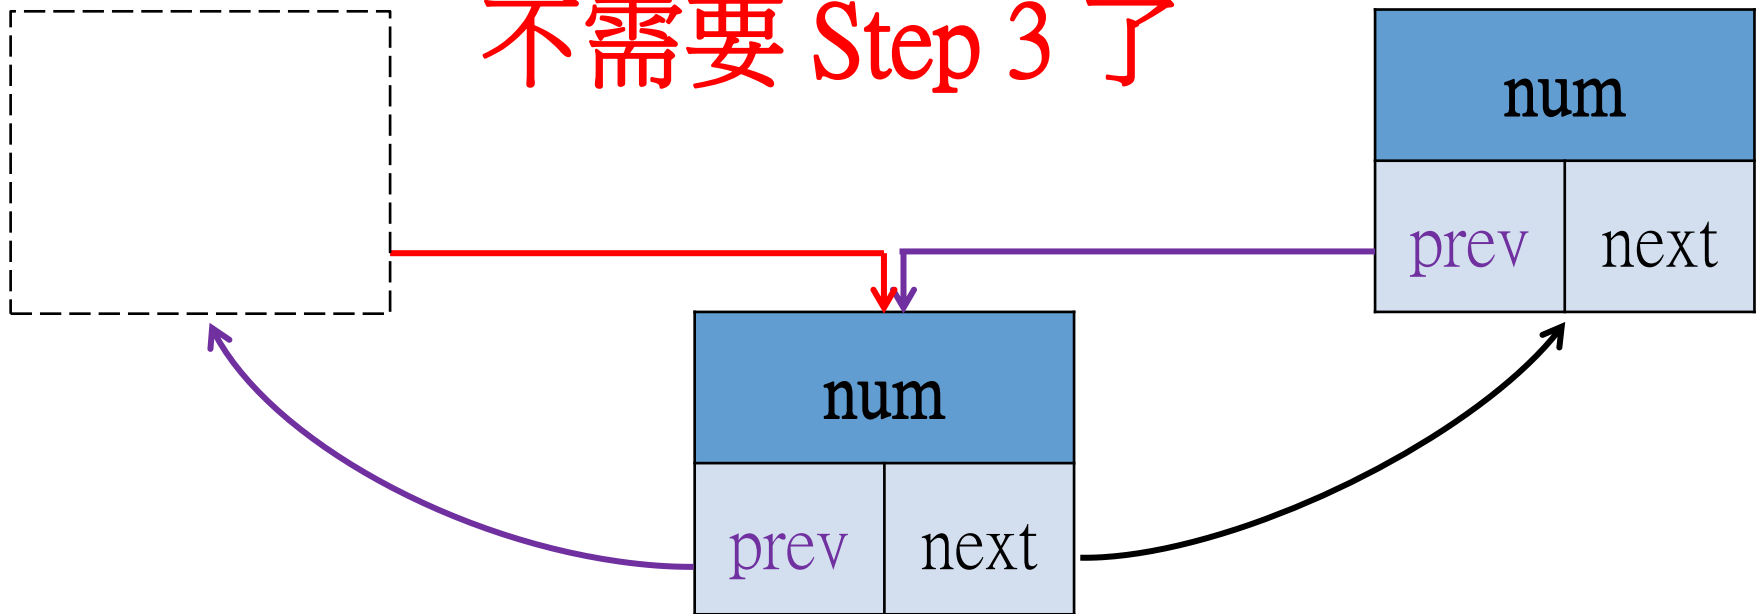 不需要 Step 3 了
num
prev next
num
prev next